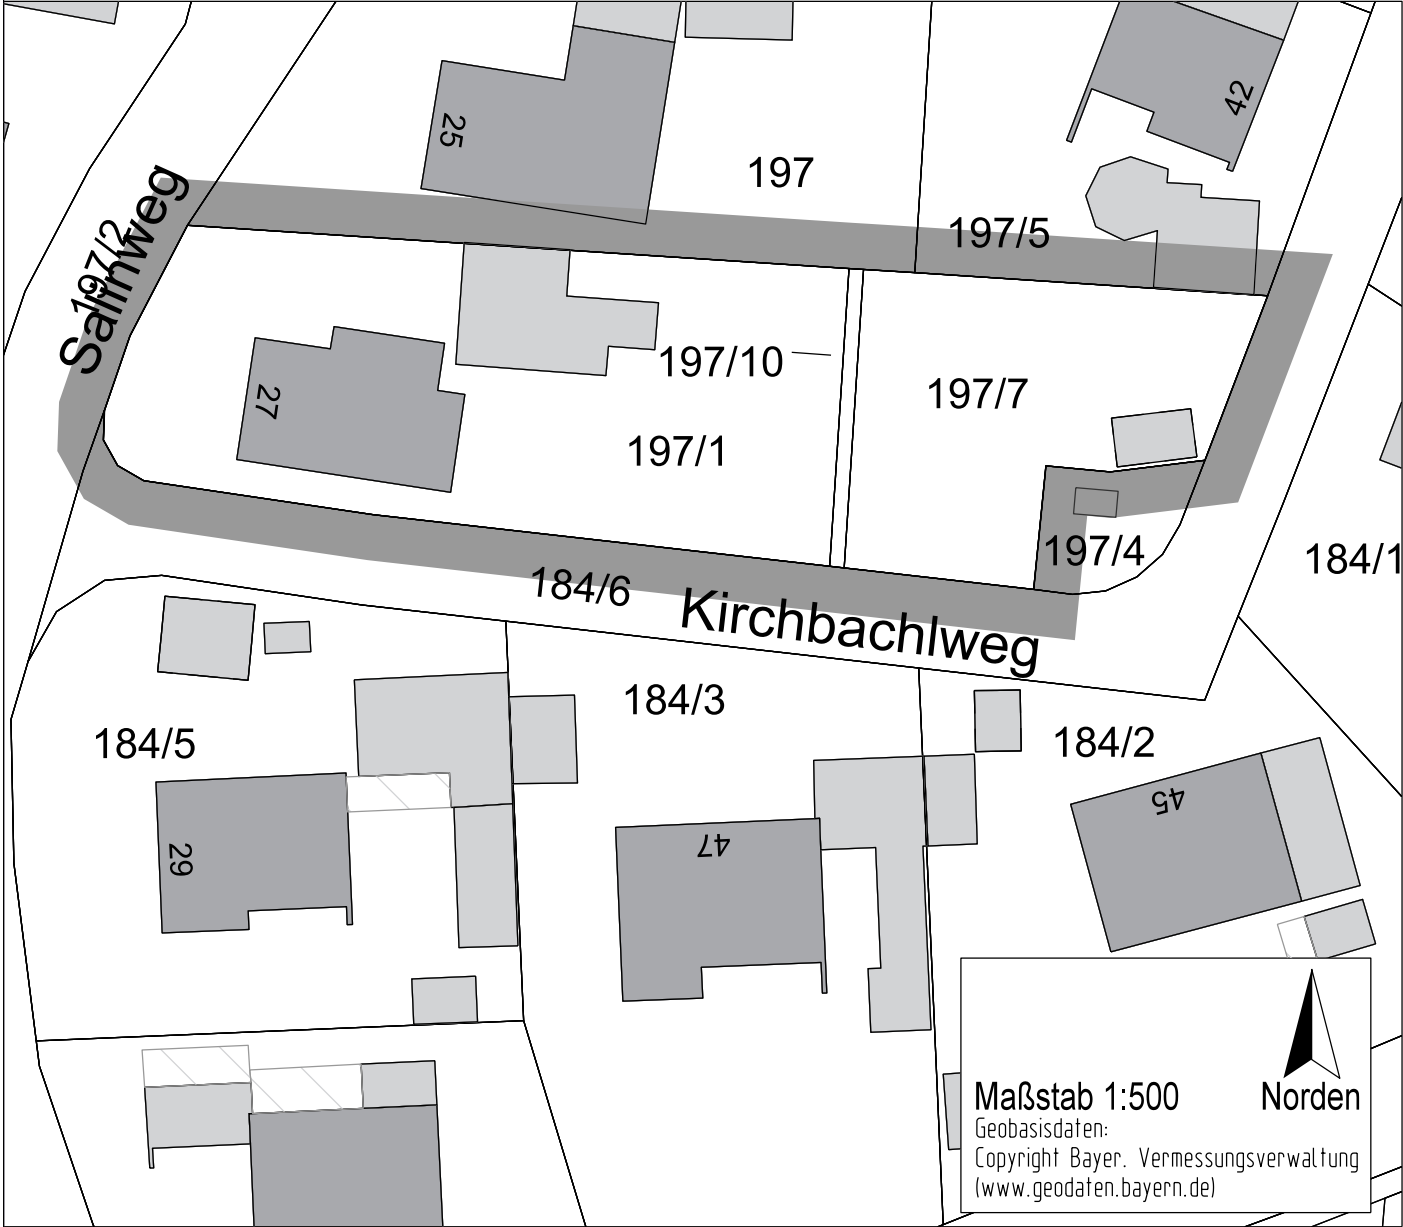 42
25
197
197/5
197/2
Salinweg
197/10
197/7
27
197/1
197/4
184/1
184/6
Kirchbachlweg
184/3
184/5
184/2
45
47
29
Maßstab 1:500
Norden
Geobasisdaten:
Copyright Bayer. Vermessungsverwaltung
(www.geodaten.bayern.de)